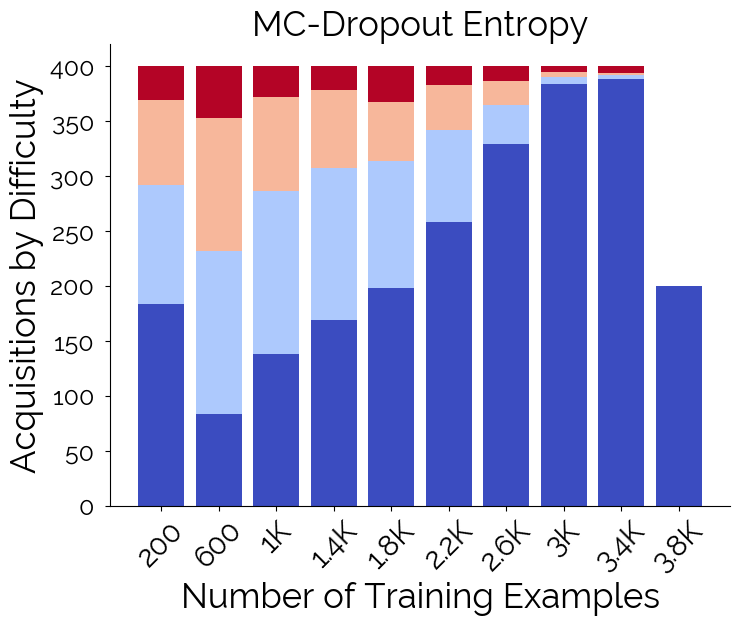 MC-Dropout Entropy
Acquisitions by Difficulty
400
350
300
250
200
150
100
50
0
200
600
1K
1.4K
1.8K
2.2K
2.6K
3K
3.4K
3.8K
Number of Training Examples